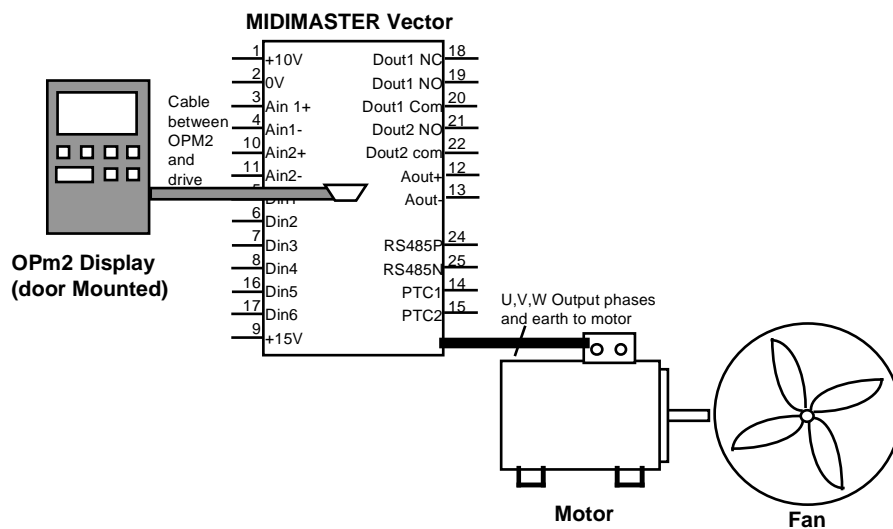 MIDIMASTER Vector
1 +10V
2 0V
3 Ain 1+
4 Ain1-
10 Ain2+
11 Ain2-
5 Din1
6 Din2
7 Din3
8 Din4
16 Din5
17 Din6
9 +15V
Dout1 NC 18
Dout1 NO 19
Dout1 Com 20
Dout2 NO 21
Dout2 com 22
Aout+ 12
Aout- 13
RS485P 24
RS485N 25
PTC1 14
PTC2 15
Cable
between
OPM2
and
drive
OPm2 Display
(door Mounted)
U,V,W Output phases
and earth to motor
Motor
Fan